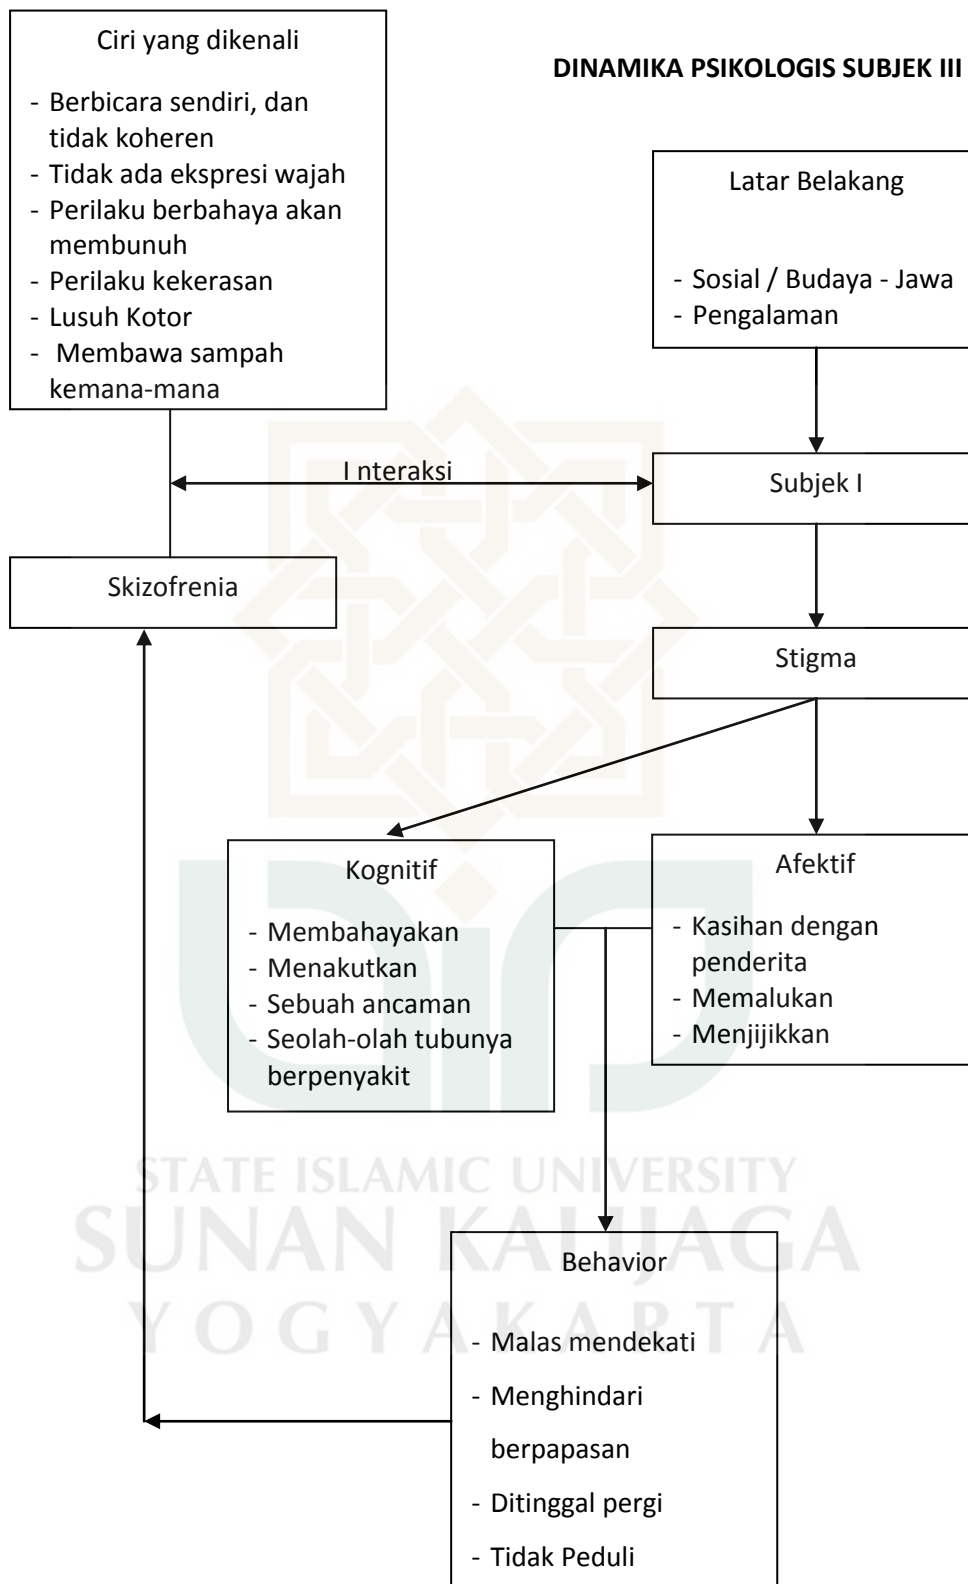 Ciri yang dikenali
- Berbicara sendiri, dan
tidak koheren
- Tidak ada ekspresi wajah
- Perilaku berbahaya akan
membunuh
- Perilaku kekerasan
- Lusuh Kotor
- Membawa sampah
kemana-mana
DINAMIKA PSIKOLOGIS SUBJEK III
Latar Belakang
- Sosial / Budaya - Jawa
- Pengalaman
I nteraksi
Subjek I
Skizofrenia
Stigma
Kognitif
- Membahayakan
- Menakutkan
- Sebuah ancaman
- Seolah-olah tubunya
berpenyakit
Afektif
- Kasihan dengan
penderita
- Memalukan
- Menjijikkan
STATE ISLAMIC UNIVERSITY
SUNAN KALIJAGA
YOGYAKARTA
Behavior
- Malas mendekati
- Menghindari
berpapasan
- Ditinggal pergi
- Tidak Peduli